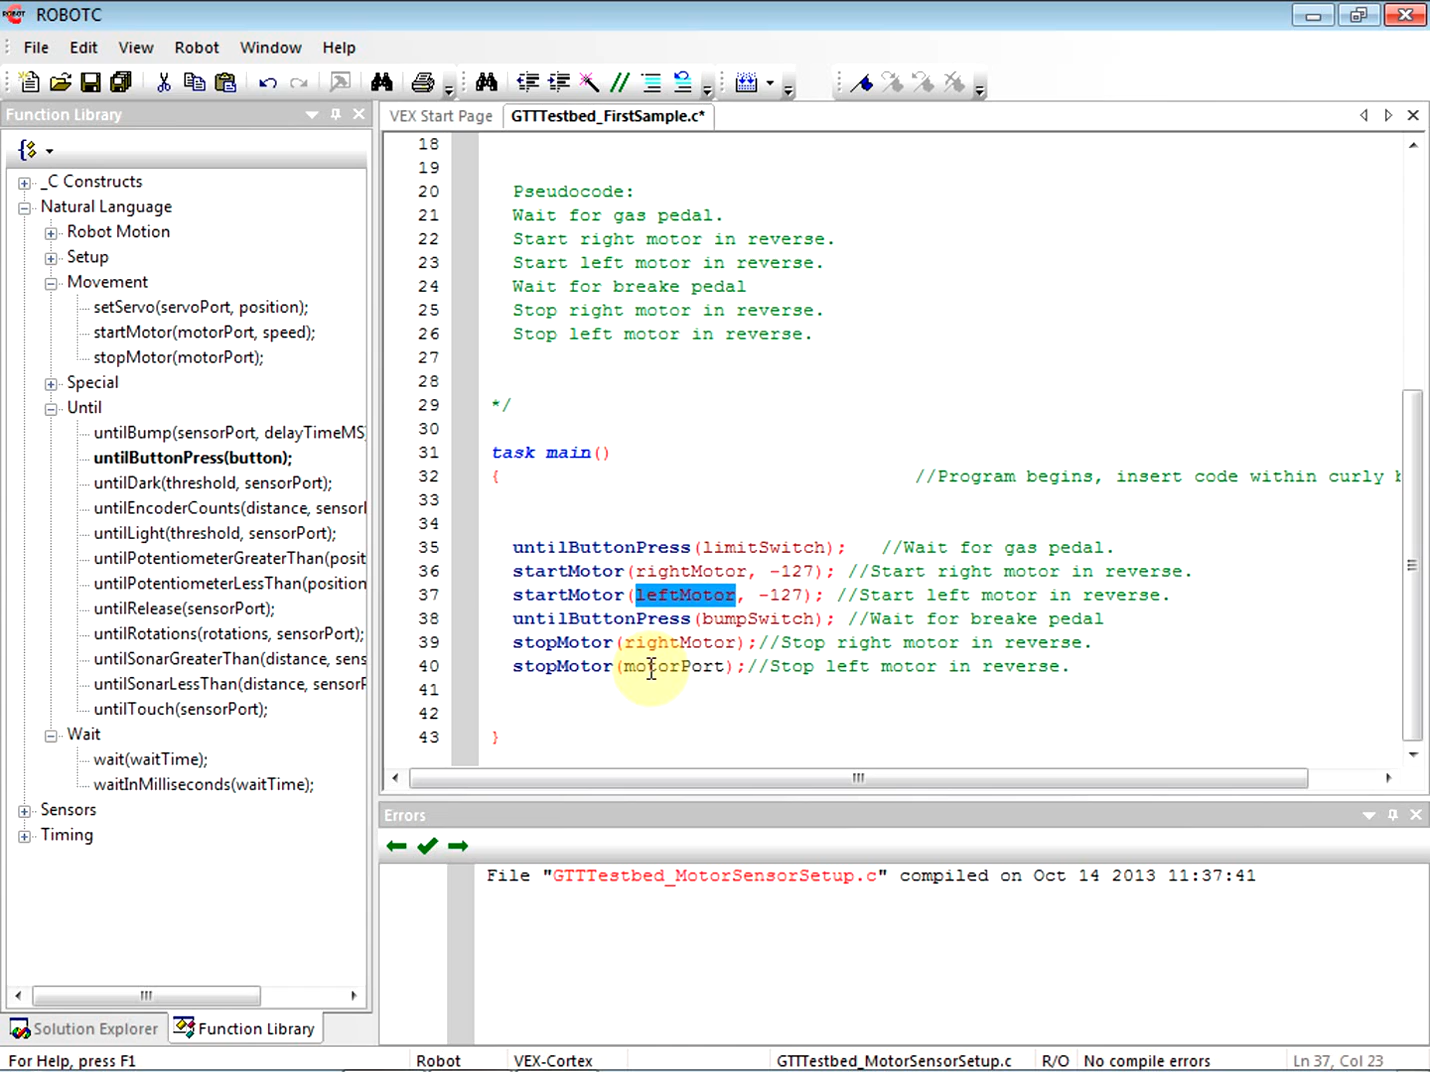 ROBOTC
File Edit View Robot Window Help
Function Library
_C Constructs
Natural Language
Robot Motion
Setup
Movement
setServo(servoPort, position);
startMotor(motorPort, speed);
stopMotor(motorPort);
Special
Until
untilBump(sensorPort, delayTimeMS)
untilButtonPress(button);
untilDark(threshold, sensorPort);
untilEncoderCounts(distance, sensorl
untilLight(threshold, sensorPort);
untilPotentiometerGreaterThan(posit
untilPotentiometerLessThan(position
untilRelease(sensorPort);
untilRotations(rotations, sensorPort);
untilSonarGreaterThan(distance, sens
untilSonarLessThan(distance, sensorP
untilTouch(sensorPort);
Wait
wait(waitTime);
waitInMilliseconds(waitTime);
Sensors
Timing
Solution Explorer Function Library
VEX Start Page GTTTestbed_FirstSample.c*
18
19
20 Pseudocode:
21 Wait for gas pedal.
22 Start right motor in reverse.
23 Start left motor in reverse.
24 Wait for breake pedal
25 Stop right motor in reverse.
26 Stop left motor in reverse.
27
28
29 */
30
31 task main()
32 { //Program begins, insert code within curly
33
34
35 untilButtonPress(limitSwitch); //Wait for gas pedal.
36 startMotor(rightMotor, -127); //Start right motor in reverse.
37 startMotor(leftMotor, -127); //Start left motor in reverse.
38 untilButtonPress(bumpSwitch); //Wait for breake pedal
39 stopMotor(rightMotor);//Stop right motor in reverse.
40 stopMotor(motorPort);//Stop left motor in reverse.
41
42
43 }
Errors
File "GTTTestbed_MotorSensorSetup.c" compiled on Oct 14 2013 11:37:41
For Help, press F1 Robot VEX-Cortex GTTTestbed_MotorSensorSetup.c R/O No compile errors Ln 37, Col 23